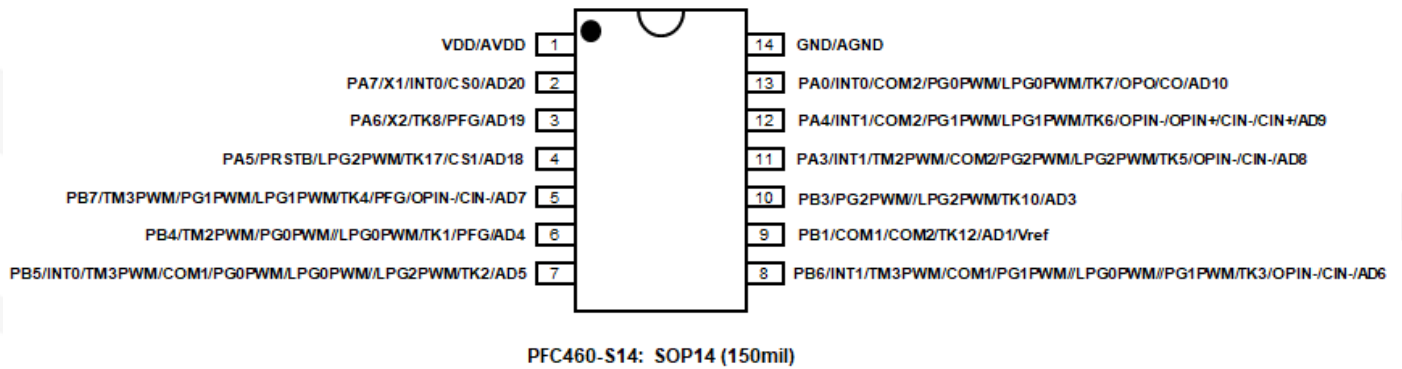 VDD/AVDD 1 14 GND/AGND
PA7/X1/INT0/CS0/AD20 2 13 PA0/INT0/COM2/PG0PWM/LPG0PWM/TK7/OPO/CO/AD10
PA6/X2/TK8/PFG/AD19 3 12 PA4/INT1/COM2/PG1PWM/LPG1PWM/TK6/OPIN-/OPIN+/CIN-/CIN+/AD9
PA5/PRSTB/LPG2PWM/TK17/CS1/AD18 4 11 PA3/INT1/TM2PWM/COM2/PG2PWM/LPG2PWM/TK5/OPIN-/CIN-/AD8
PB7/TM3PWM/PG1PWM/LPG1PWM/TK4/PFG/OPIN-/CIN-/AD7 5 10 PB3/PG2PWM//LPG2PWM/TK10/AD3
PB4/TM2PWM/PG0PWM//LPG0PWM/TK1/PFG/AD4 6 9 PB1/COM1/COM2/TK12/AD1/Vref
PB5/INT0/TM3PWM/COM1/PG0PWM/LPG0PWM//LPG2PWM/TK2/AD5 7 8 PB6/INT1/TM3PWM/COM1/PG1PWM//LPG0PWM//PG1PWM/TK3/OPIN-/CIN-/AD6
PFC460-S14: SOP14 (150mil)